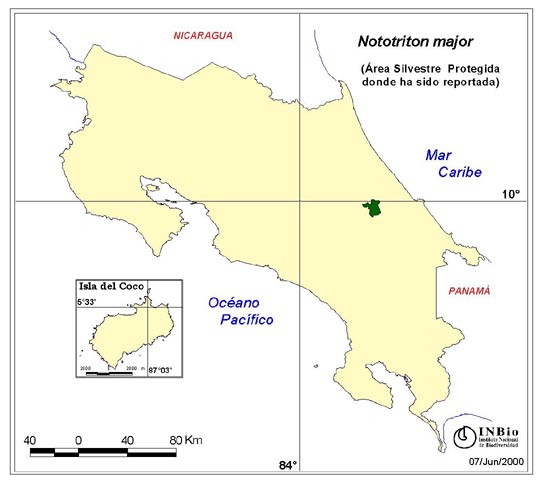 NICARAGUA
Nototriton major
(Área Silvestre Protegida
donde ha sido reportada)
Mar
Caribe
10°
PANAMÁ
Isla del Coco
5°33'
87°03'
2000 0 2000 m
Océano
Pacífico
40 0 40 80 Km
84°
INBio
Instituto Nacional
de Biodiversidad
07/Jun/2000